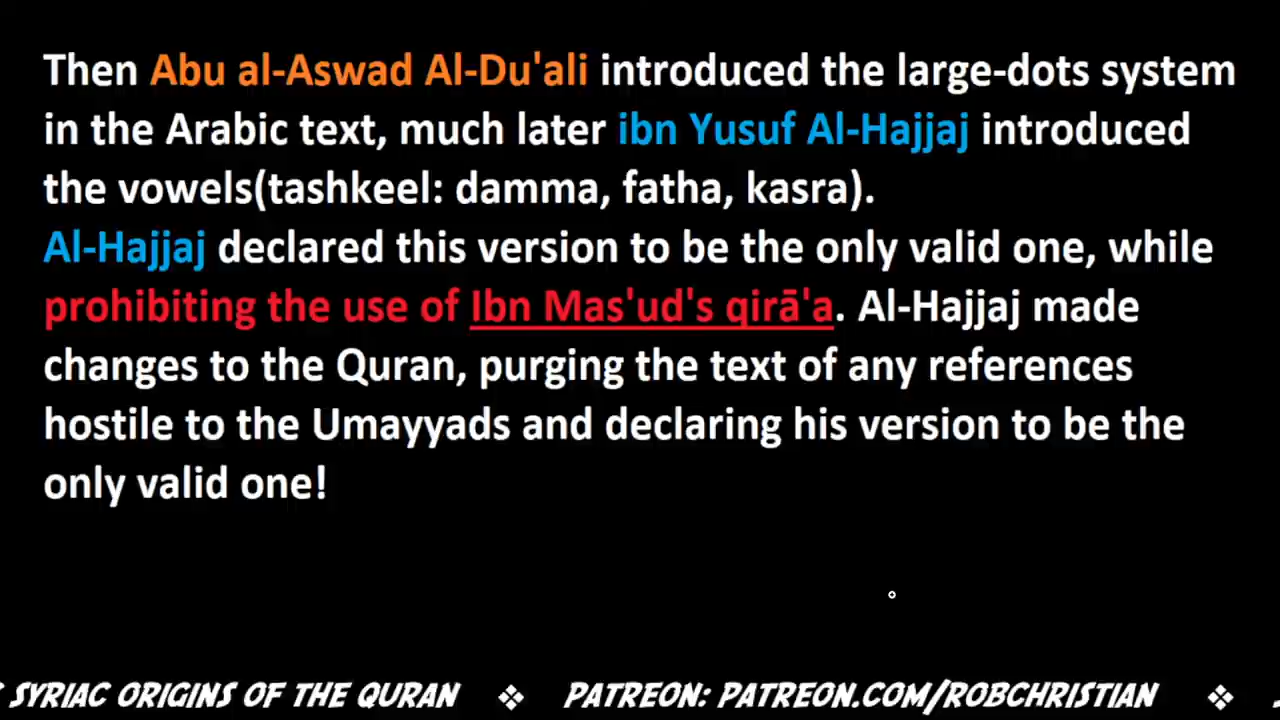 Then Abu al-Aswad Al-Du'ali introduced the large-dots system
in the Arabic text, much later ibn Yusuf Al-Hajjaj introduced
the vowels(tashkeel: damma, fatha, kasra).
Al-Hajjaj declared this version to be the only valid one, while
prohibiting the use of Ibn Mas'ud's qirā'a. Al-Hajjaj made
changes to the Quran, purging the text of any references
hostile to the Umayyads and declaring his version to be the
only valid one!
SYRIAC ORIGINS OF THE QURAN ❖ PATREON: PATREON.COM/ROBCHRISTIAN ❖